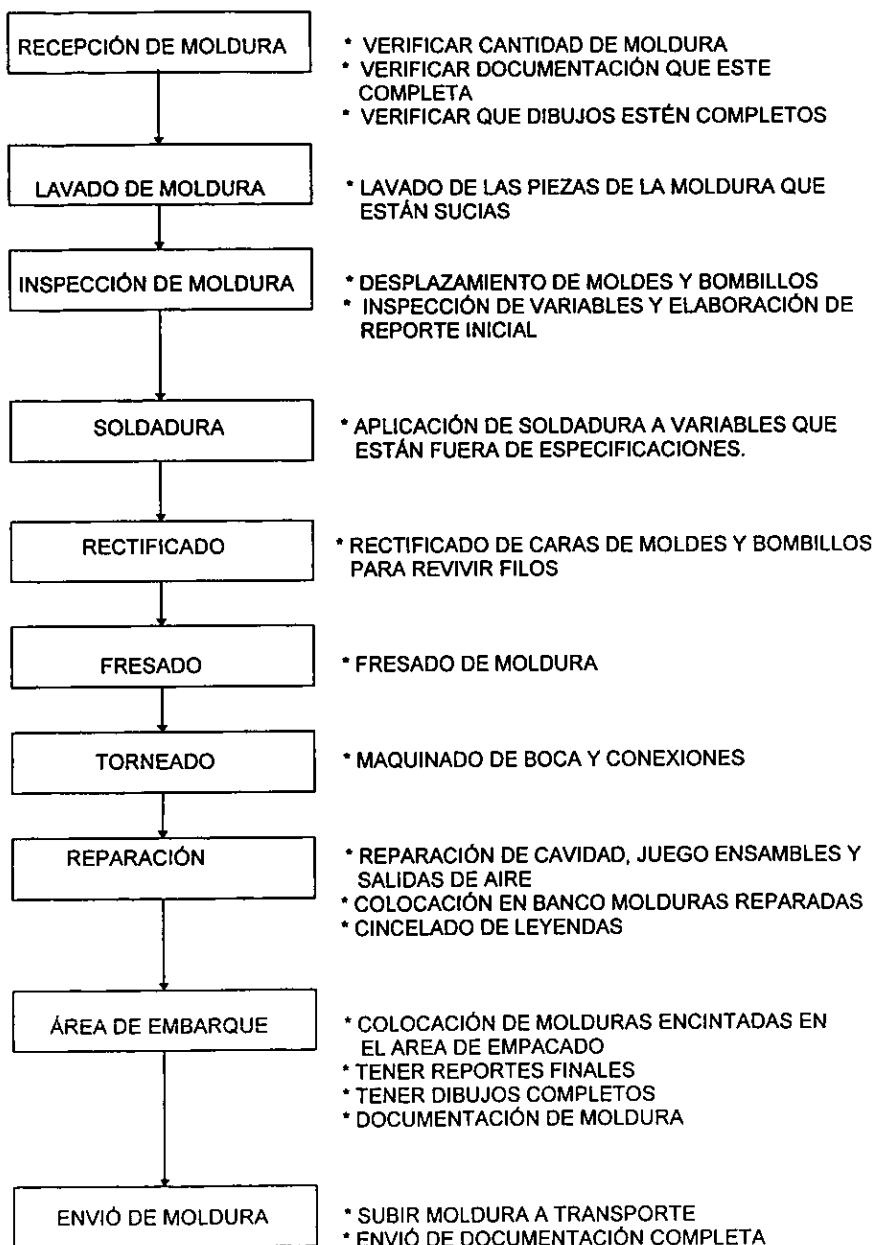 RECEPCIÓN DE MOLDURA
* VERIFICAR CANTIDAD DE MOLDURA
* VERIFICAR DOCUMENTACIÓN QUE ESTE
COMPLETA
* VERIFICAR QUE DIBUJOS ESTÉN COMPLETOS
LAVADO DE MOLDURA
* LAVADO DE LAS PIEZAS DE LA MOLDURA QUE
ESTÁN SUCIAS
INSPECCIÓN DE MOLDURA
* DESPLAZAMIENTO DE MOLDES Y BOMBILLOS
* INSPECCIÓN DE VARIABLES Y ELABORACIÓN DE
REPORTE INICIAL
SOLDADURA
* APLICACIÓN DE SOLDADURA A VARIABLES QUE
ESTÁN FUERA DE ESPECIFICACIONES.
RECTIFICADO
* RECTIFICADO DE CARAS DE MOLDES Y BOMBILLOS
PARA REVIVIR FILOS
FRESADO
* FRESADO DE MOLDURA
TORNEADO
* MAQUINADO DE BOCA Y CONEXIONES
REPARACIÓN
* REPARACIÓN DE CAVIDAD, JUEGO ENSAMBLES Y
SALIDAS DE AIRE
* COLOCACIÓN EN BANCO MOLDURAS REPARADAS
* CINCELADO DE LEYENDAS
ÁREA DE EMBARQUE
* COLOCACIÓN DE MOLDURAS ENCINTADAS EN
EL AREA DE EMPACADO
* TENER REPORTES FINALES
* TENER DIBUJOS COMPLETOS
* DOCUMENTACIÓN DE MOLDURA
ENVIÓ DE MOLDURA
* SUBIR MOLDURA A TRANSPORTE
* ENVIÓ DE DOCUMENTACIÓN COMPLETA